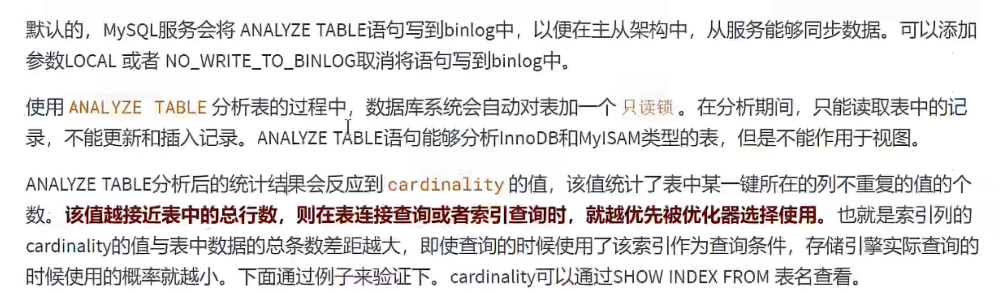 默认的，MySQL服务会将 ANALYZE TABLE语句写到binlog中，以便在主从架构中，从服务能够同步数据。可以添加
参数LOCAL 或者 NO_WRITE_TO_BINLOG取消将语句写到binlog中。
使用 ANALYZE TABLE 分析表的过程中，数据库系统会自动对表加一个 只读锁 。在分析期间，只能读取表中的记
录，不能更新和插入记录。ANALYZE TABLE语句能够分析InnoDB和MyISAM类型的表，但是不能作用于视图。
ANALYZE TABLE分析后的统计结果会反应到 cardinality 的值，该值统计了表中某一键所在的列不重复的值的个
数。该值越接近表中的总行数，则在表连接查询或者索引查询时，就越优先被优化器选择使用。也就是索引列的
cardinality的值与表中数据的总条数差距越大，即使查询的时候使用了该索引作为查询条件，存储引擎实际查询的
时候使用的概率就越小。下面通过例子来验证下。cardinality可以通过SHOW INDEX FROM 表名查看。